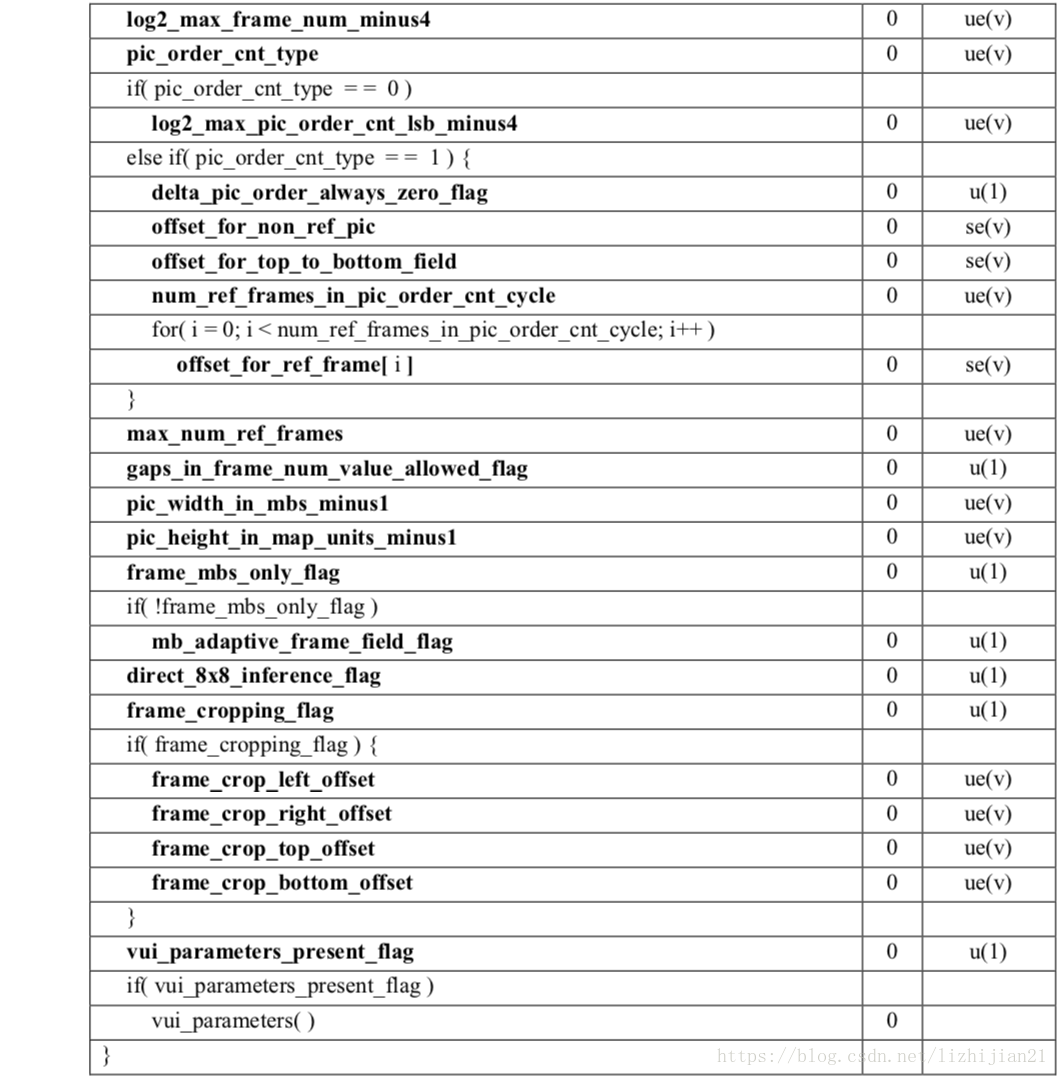 log2_max_frame_num_minus4 0 ue(v)
pic_order_cnt_type 0 ue(v)
if( pic_order_cnt_type = = 0 )
log2_max_pic_order_cnt_lsb_minus4 0 ue(v)
else if( pic_order_cnt_type = = 1 ) {
delta_pic_order_always_zero_flag 0 u(1)
offset_for_non_ref_pic 0 se(v)
offset_for_top_to_bottom_field 0 se(v)
num_ref_frames_in_pic_order_cnt_cycle 0 ue(v)
for( i = 0; i < num_ref_frames_in_pic_order_cnt_cycle; i++ )
offset_for_ref_frame[ i ] 0 se(v)
}
max_num_ref_frames 0 ue(v)
gaps_in_frame_num_value_allowed_flag 0 u(1)
pic_width_in_mbs_minus1 0 ue(v)
pic_height_in_map_units_minus1 0 ue(v)
frame_mbs_only_flag 0 u(1)
if( !frame_mbs_only_flag )
mb_adaptive_frame_field_flag 0 u(1)
direct_8x8_inference_flag 0 u(1)
frame_cropping_flag 0 u(1)
if( frame_cropping_flag ) {
frame_crop_left_offset 0 ue(v)
frame_crop_right_offset 0 ue(v)
frame_crop_top_offset 0 ue(v)
frame_crop_bottom_offset 0 ue(v)
}
vui_parameters_present_flag 0 u(1)
if( vui_parameters_present_flag )
vui_parameters( ) 0
}
https://blog.csdn.net/lizhijian21